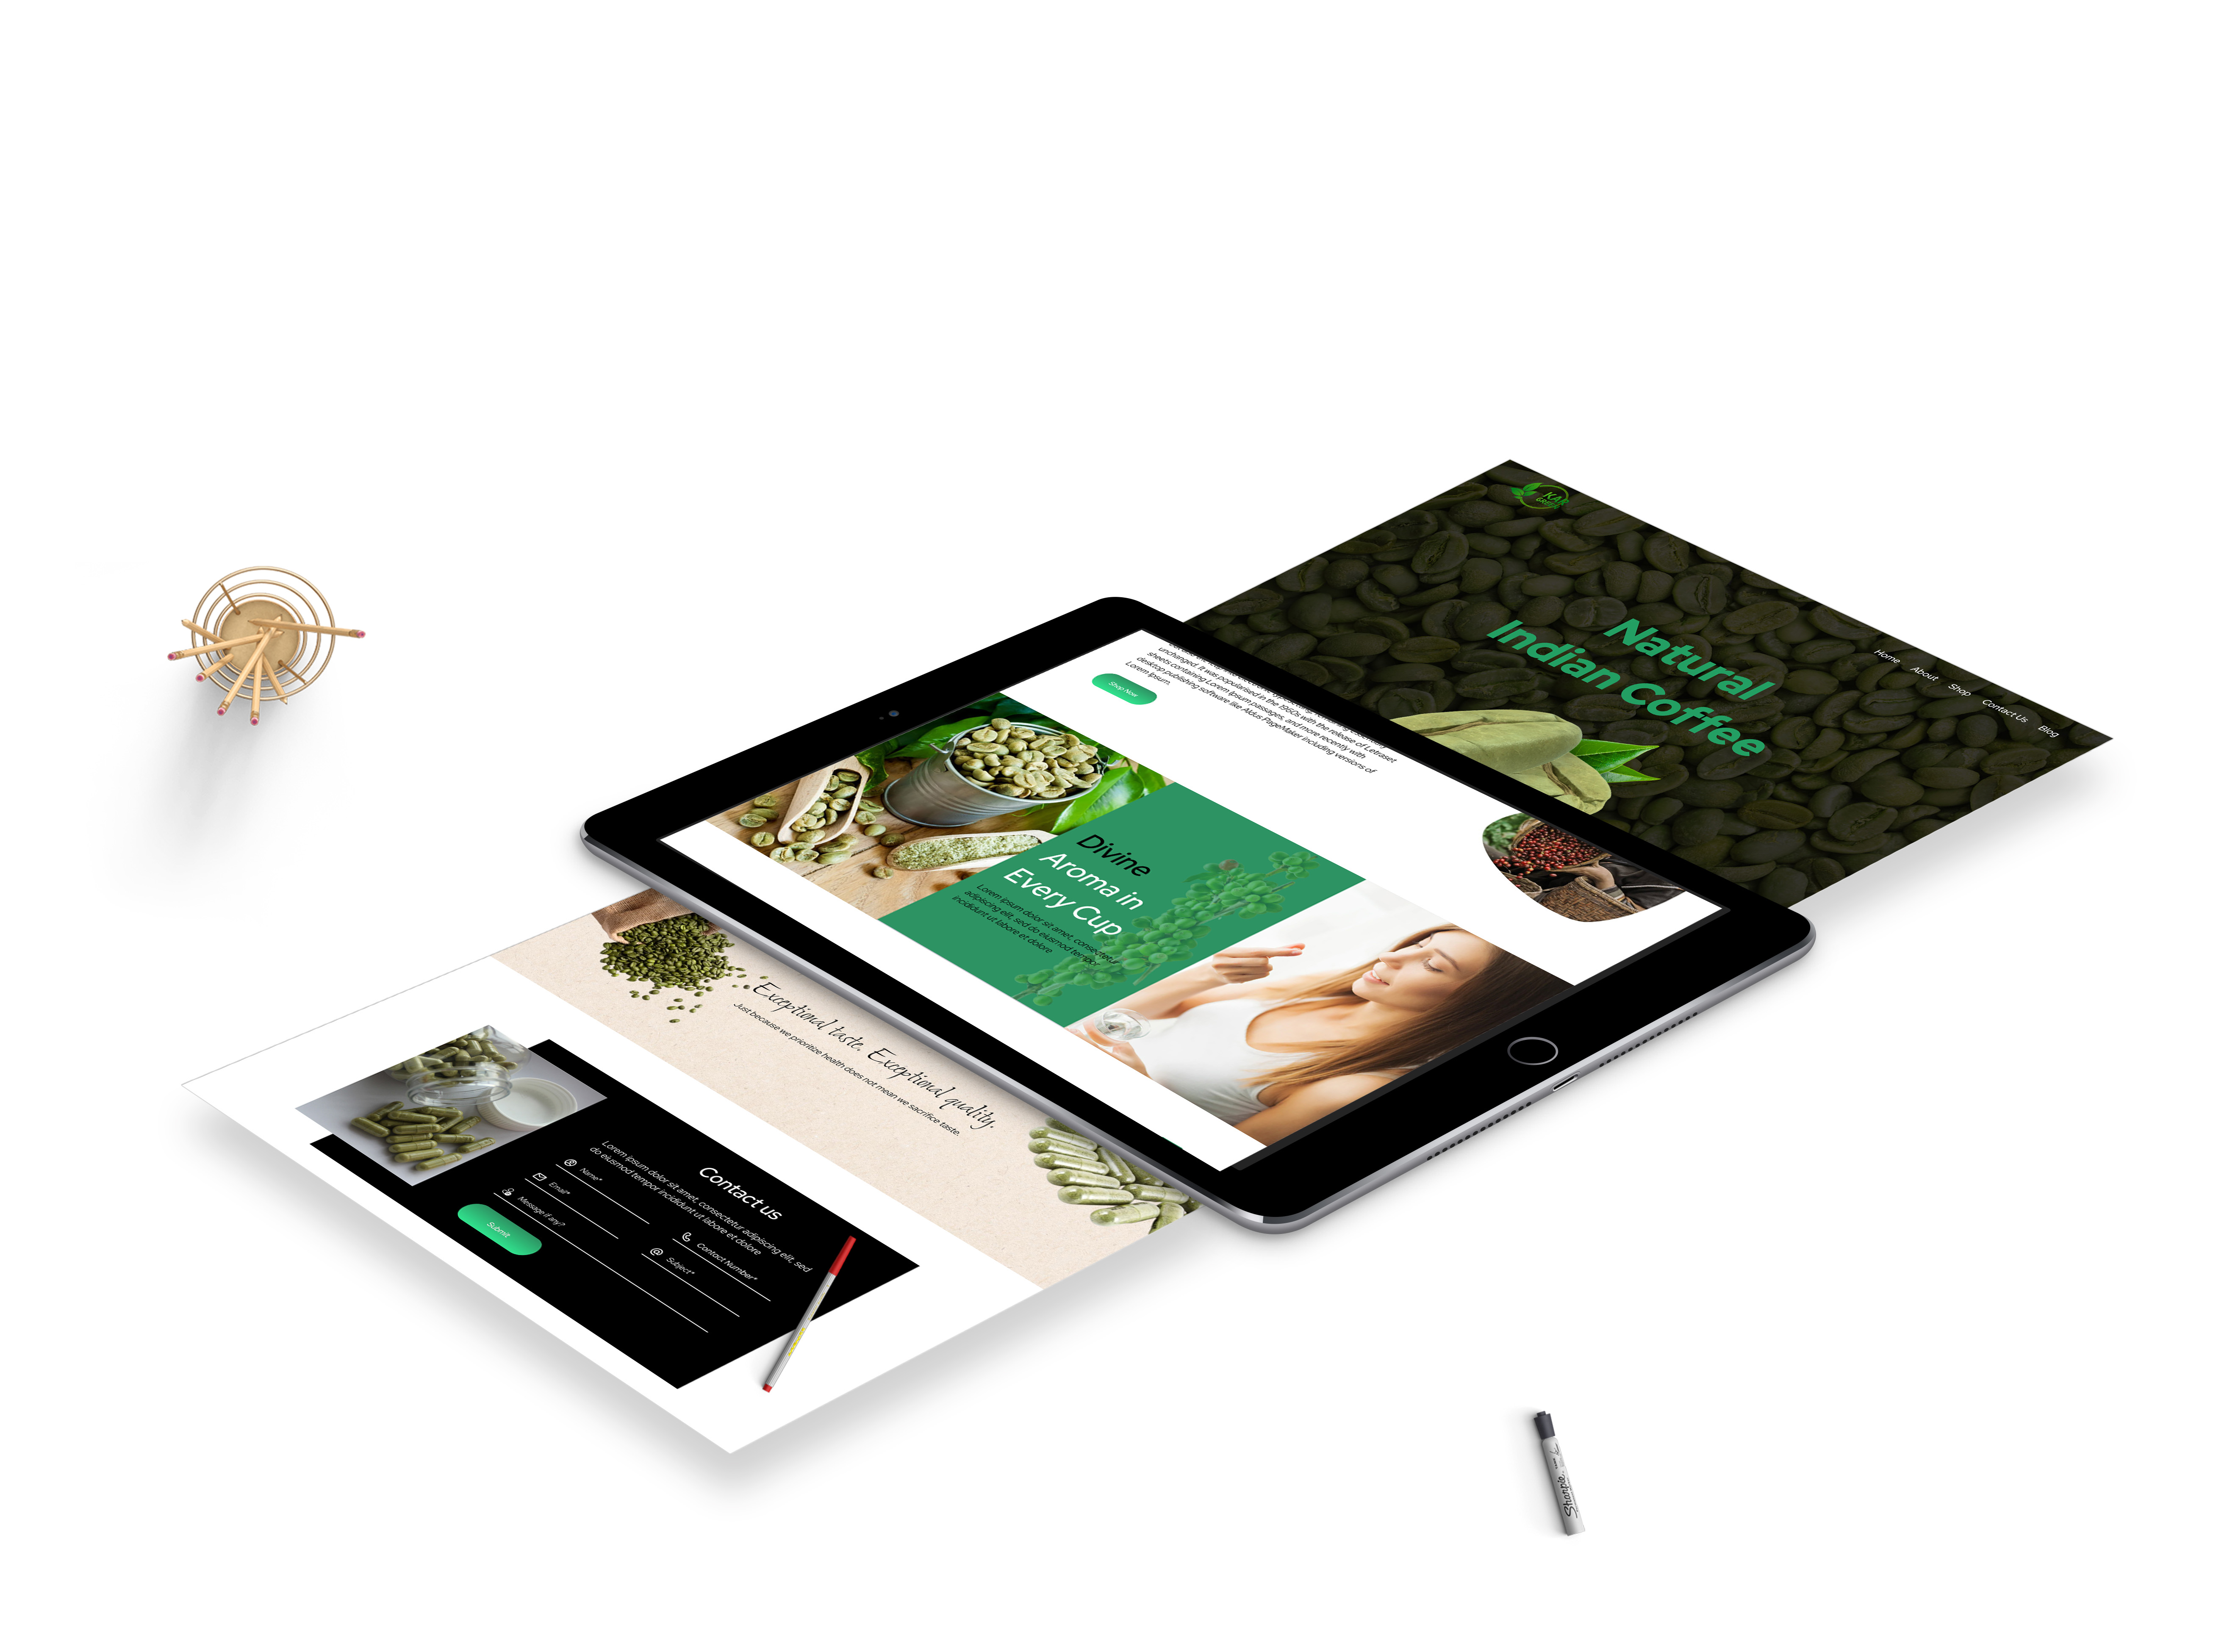 KAR
GREEN
Home About Shop Contact Us Blog
Natural
Indian Coffee
unchanged. It was popularised in the 1960s with the release of Letraset
sheets containing Lorem Ipsum passages, and more recently with
desktop publishing software like Aldus PageMaker including versions of
Lorem Ipsum.
Shop Now
Divine
Aroma in
Every Cup
Lorem ipsum dolor sit amet, consectetur
adipiscing elit, sed do eiusmod tempor
incididunt ut labore et dolore
Exceptional taste. Exceptional quality.
Just because we prioritize health does not mean we sacrifice taste.
Contact us
Lorem ipsum dolor sit amet, consectetur adipiscing elit, sed
do eiusmod tempor incididunt ut labore et dolore
Name*
Contact Number*
Email*
Subject*
Message if any?
Submit
Sharpie